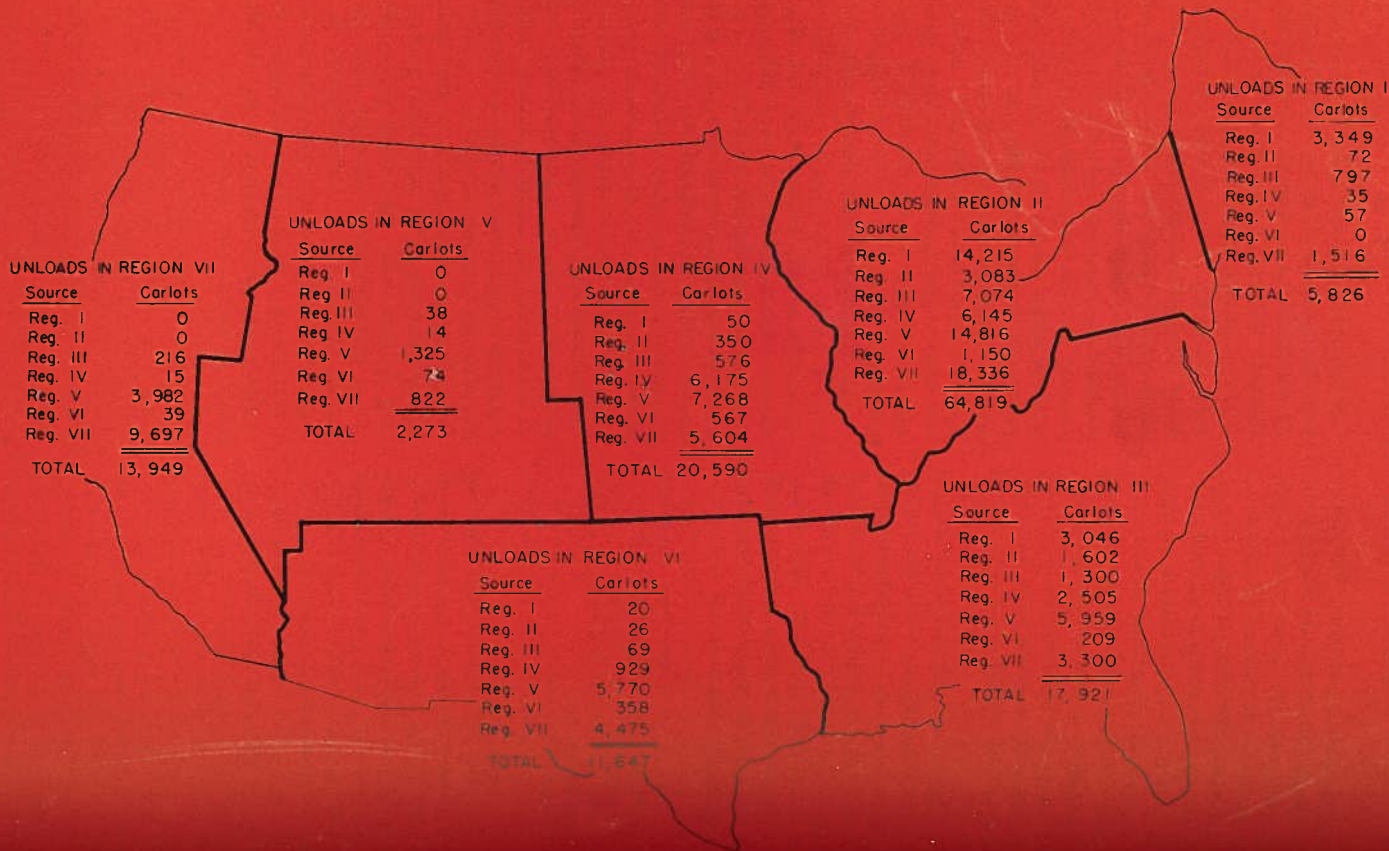 UNLOADS IN REGION I
Source Carlots
Reg. I 3,349
Reg. II 72
Reg. III 797
Reg. IV 35
Reg. V 57
Reg. VI 0
Reg. VII 1,516
TOTAL 5,826
UNLOADS IN REGION II
Source Carlots
Reg. I 14,215
Reg. II 3,083
Reg. III 7,074
Reg. IV 6,145
Reg. V 14,816
Reg. VI 1,150
Reg. VII 18,336
TOTAL 64,819
UNLOADS IN REGION V
Source Carlots
Reg. I 0
Reg II 0
Reg. III 38
Reg IV 14
Reg. V 1,325
Reg. VI 74
Reg. VII 822
TOTAL 2,273
UNLOADS IN REGION VII
Source Carlots
Reg. I 0
Reg. II 0
Reg. III 216
Reg. IV 15
Reg. V 3,982
Reg. VI 39
Reg. VII 9,697
TOTAL 13,949
UNLOADS IN REGION IV
Source Carlots
Reg. I 50
Reg. II 350
Reg. III 576
Reg. IV 6,175
Reg. V 7,268
Reg. VI 567
Reg. VII 5,604
TOTAL 20,590
UNLOADS IN REGION III
Source Carlots
Reg. I 3,046
Reg. II 1,602
Reg. III 1,300
Reg. IV 2,505
Reg. V 5,959
Reg. VI 209
Reg. VII 3,300
TOTAL 17,921
UNLOADS IN REGION VI
Source Carlots
Reg. I 20
Reg. II 26
Reg. III 69
Reg. IV 929
Reg. V 5,770
Reg. VI 358
Reg. VII 4,475
TOTAL 11,647